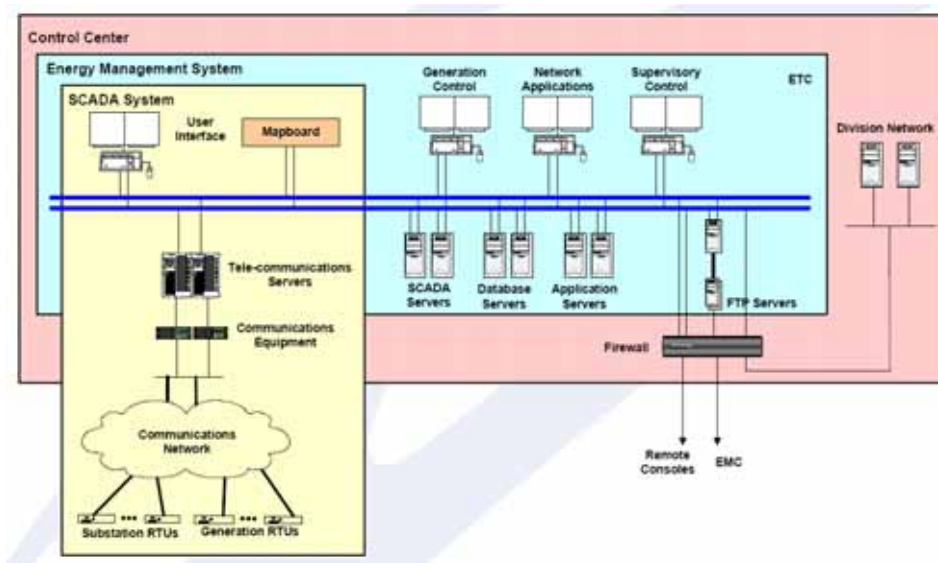 Control Center
Energy Management System
SCADA System
User
Interface
Mapboard
Generation
Control
Network
Applications
Supervisory
Control
ETC
Division Network
Tele-communications
Servers
SCADA
Servers
Database
Servers
Application
Servers
FTP Servers
Communications
Equipment
Firewall
Communications
Network
Remote
Consoles
EMC
Substation RTUs
Generation RTUs